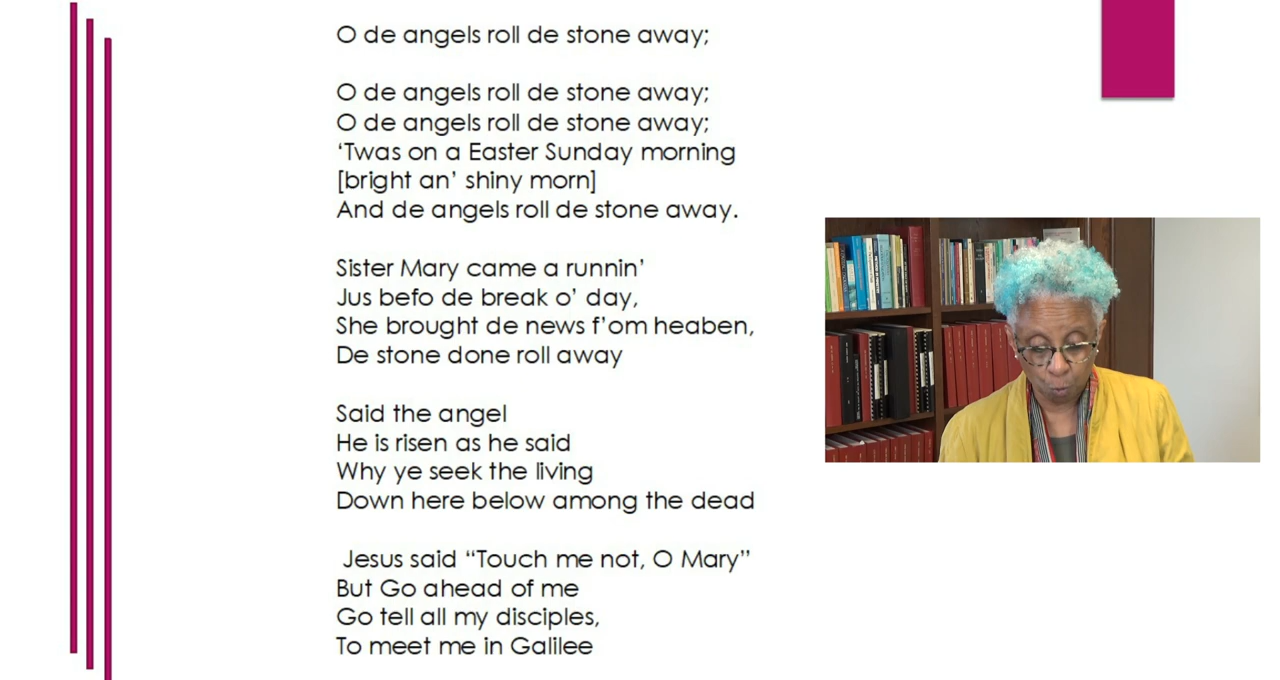 O de angels roll de stone away;
O de angels roll de stone away;
O de angels roll de stone away;
‘Twas on a Easter Sunday morning
[bright an’ shiny morn]
And de angels roll de stone away.
Sister Mary came a runnin’
Jus befo de break o’ day,
She brought de news f’om heaben,
De stone done roll away
Said the angel
He is risen as he said
Why ye seek the living
Down here below among the dead
Jesus said “Touch me not, O Mary”
But Go ahead of me
Go tell all my disciples,
To meet me in Galilee